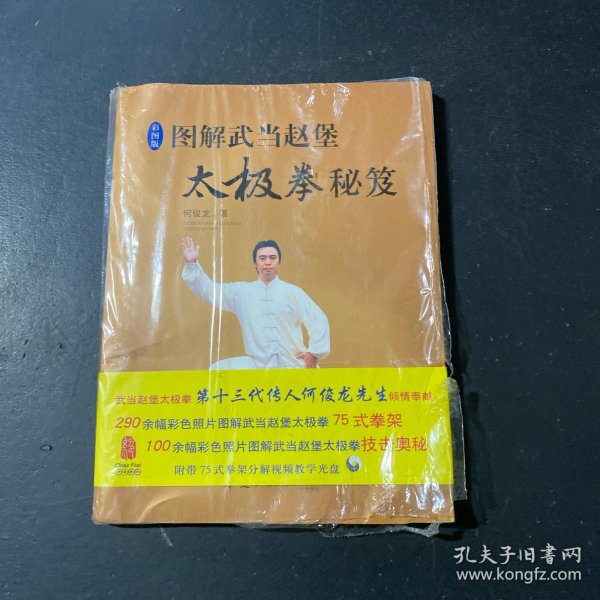 彩图版
图解武当赵堡
太极拳秘笈
何俊龙 著
武当赵堡太极拳 第十三代传人何俊龙先生倾情奉献
290余幅彩色照片图解武当赵堡太极拳75式拳架
100余幅彩色照片图解武当赵堡太极拳技击奥秘
附带75式拳架分解视频教学光盘
China Feel
孔夫子旧书网
www.kongfz.com